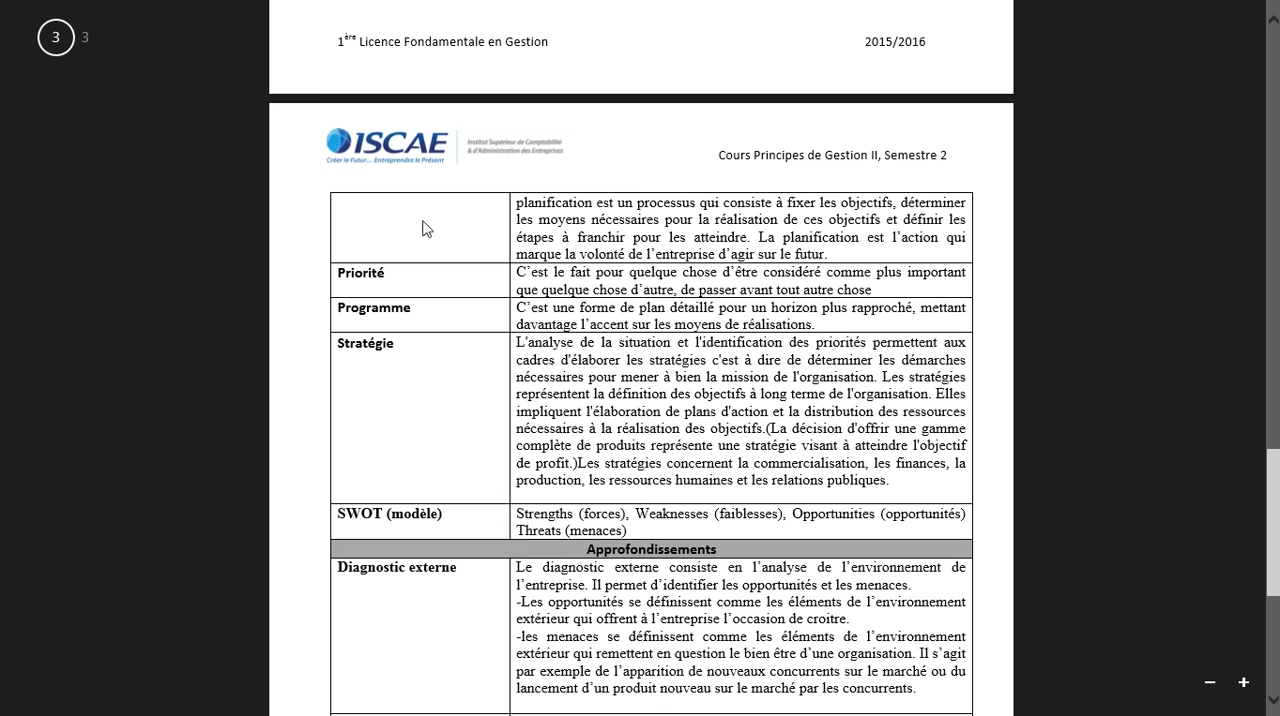 3 3
1ère Licence Fondamentale en Gestion 2015/2016
ISCAE
Créer le Futur... Entreprendre le Présent
Institut Supérieur de Comptabilité
& d'Administration des Entreprises
Cours Principes de Gestion II, Semestre 2
planification est un processus qui consiste à fixer les objectifs, déterminer
les moyens nécessaires pour la réalisation de ces objectifs et définir les
étapes à franchir pour les atteindre. La planification est l’action qui
marque la volonté de l’entreprise d’agir sur le futur.
Priorité
C’est le fait pour quelque chose d’être considéré comme plus important
que quelque chose d’autre, de passer avant tout autre chose
Programme
C’est une forme de plan détaillé pour un horizon plus rapproché, mettant
davantage l’accent sur les moyens de réalisations.
Stratégie
L'analyse de la situation et l'identification des priorités permettent aux
cadres d'élaborer les stratégies c'est à dire de déterminer les démarches
nécessaires pour mener à bien la mission de l'organisation. Les stratégies
représentent la définition des objectifs à long terme de l'organisation. Elles
impliquent l'élaboration de plans d'action et la distribution des ressources
nécessaires à la réalisation des objectifs.(La décision d'offrir une gamme
complète de produits représente une stratégie visant à atteindre l'objectif
de profit.)Les stratégies concernent la commercialisation, les finances, la
production, les ressources humaines et les relations publiques.
SWOT (modèle)
Strengths (forces), Weaknesses (faiblesses), Opportunities (opportunités)
Threats (menaces)
Approfondissements
Diagnostic externe
Le diagnostic externe consiste en l’analyse de l’environnement de
l’entreprise. Il permet d’identifier les opportunités et les menaces.
-Les opportunités se définissent comme les éléments de l’environnement
extérieur qui offrent à l’entreprise l’occasion de croitre.
-les menaces se définissent comme les éléments de l’environnement
extérieur qui remettent en question le bien être d’une organisation. Il s’agit
par exemple de l’apparition de nouveaux concurrents sur le marché ou du
lancement d’un produit nouveau sur le marché par les concurrents.